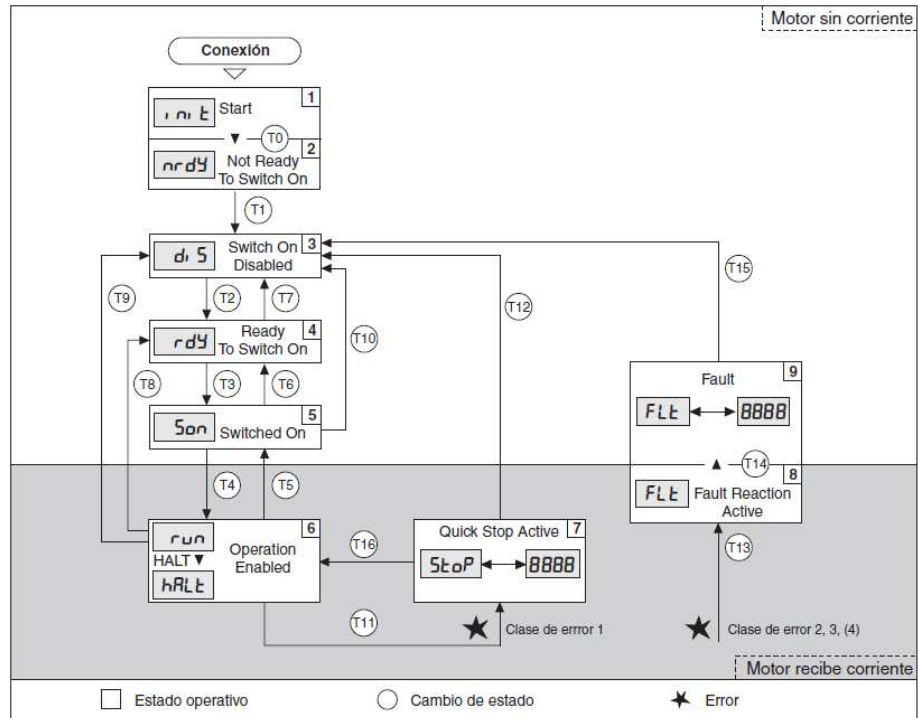 Motor sin corriente
Conexión
1
init Start
T0
2
nrdy Not Ready
To Switch On
T1
diS Switch On 3
Disabled
T15
T9 T2 T7 T12
T10
rdy Ready 4
To Switch On
T8 T3 T6
Fault 9
FLt 8888
5
Son Switched On
T14
8
FLt Fault Reaction
Active
T4 T5
run 6
HALT Operation
Enabled
hALt
T16
Quick Stop Active 7
StoP 8888
T13
T11
Clase de errror 1
Clase de error 2, 3, (4)
Motor recibe corriente
Estado operativo
Cambio de estado
Error